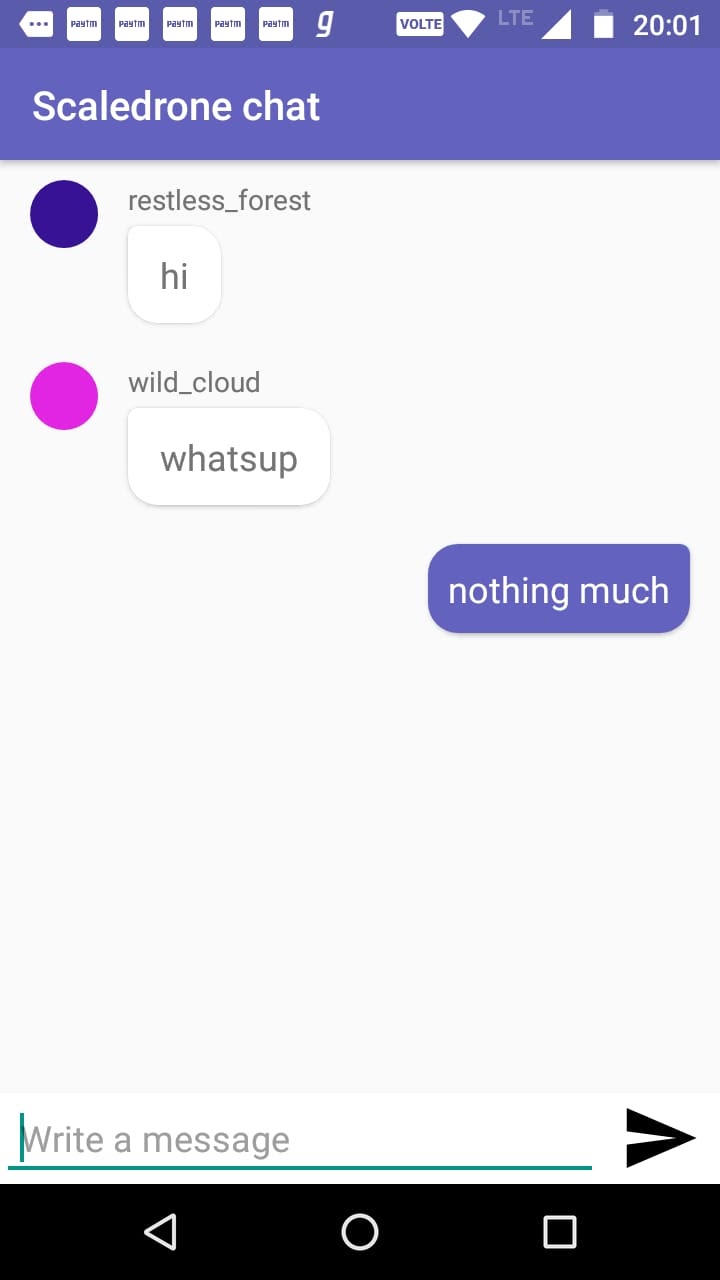 Paytm Paytm Paytm Paytm Paytm g VOLTE LTE 20:01
Scaledrone chat
restless_forest
hi
wild_cloud
whatsup
nothing much
Write a message